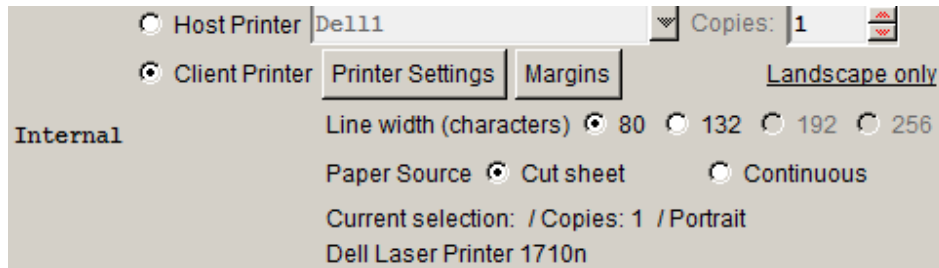 Host Printer Dell1 Copies: 1
Client Printer Printer Settings Margins Landscape only
Internal Line width (characters) 80 132 192 256
Paper Source Cut sheet Continuous
Current selection: / Copies: 1 / Portrait
Dell Laser Printer 1710n